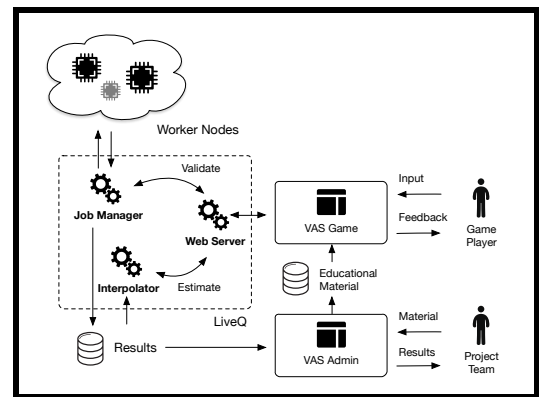 Worker Nodes
Validate
Job Manager
Web Server
Interpolator
Estimate
LiveQ
Results
VAS Game
Input
Feedback
Game
Player
Educational
Material
VAS Admin
Material
Results
Project
Team